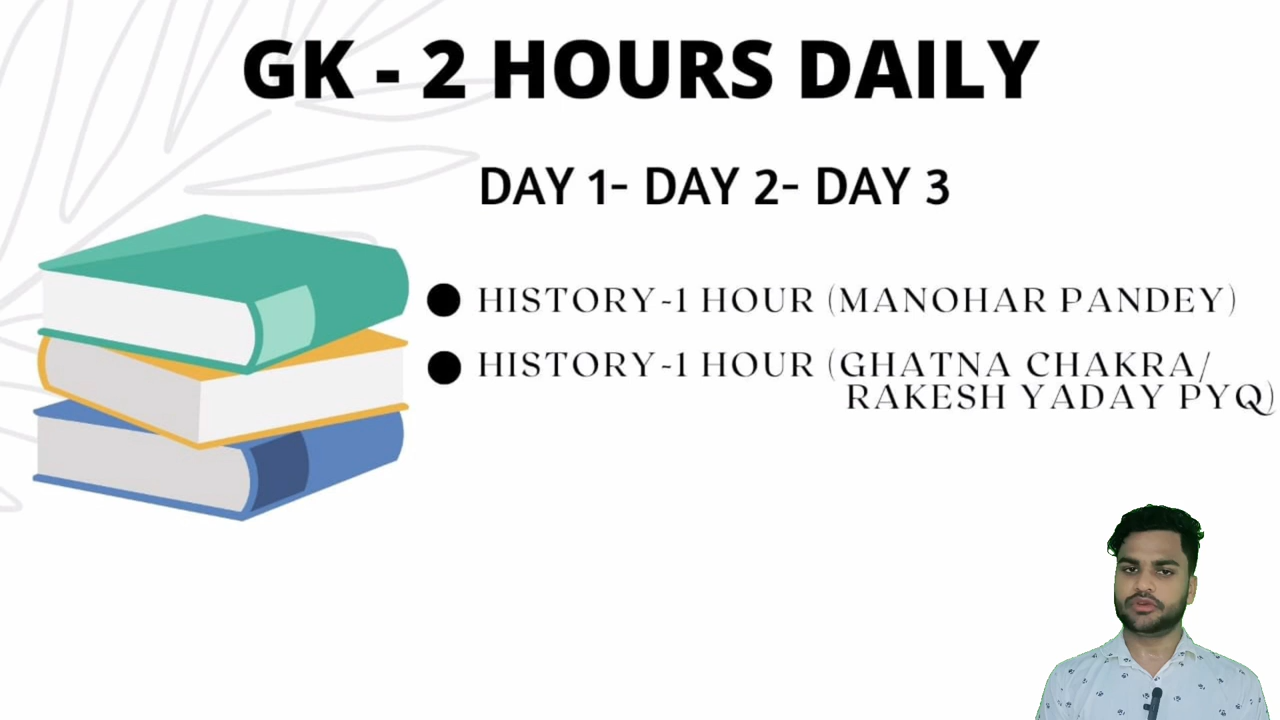 GK - 2 HOURS DAILY
DAY 1- DAY 2- DAY 3
HISTORY-1 HOUR (MANOHAR PANDEY)
HISTORY-1 HOUR (GHATNA CHAKRA/
RAKESH YADAY PYQ)